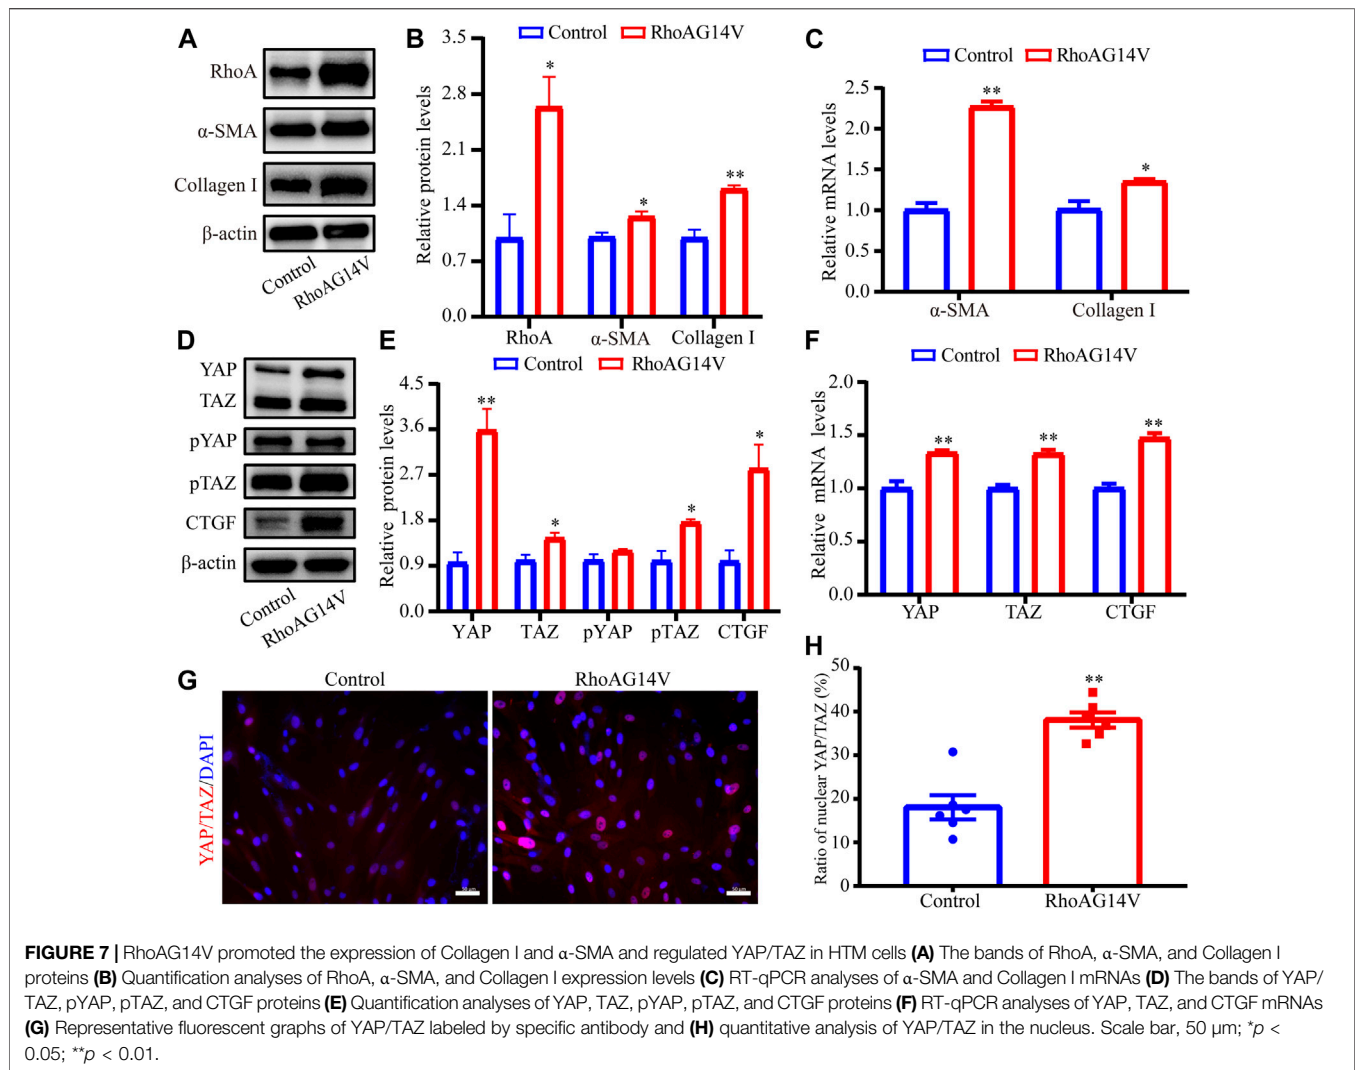 A
RhoA
α-SMA
Collagen I
β-actin
Control
RhoAG14V
B
Control
RhoAG14V
Relative protein levels
3.5
2.8
2.1
1.4
0.7
0.0
*
*
**
RhoA
α-SMA
Collagen I
C
Control
RhoAG14V
Relative mRNA levels
2.5
2.0
1.5
1.0
0.5
0.0
**
*
α-SMA
Collagen I
D
YAP
TAZ
pYAP
pTAZ
CTGF
β-actin
Control
RhoAG14V
E
Control
RhoAG14V
Relative protein levels
4.5
3.6
2.7
1.8
0.9
0.0
**
*
*
*
YAP
TAZ
pYAP
pTAZ
CTGF
F
Control
RhoAG14V
Relative mRNA levels
2.0
1.5
1.0
0.5
0.0
**
**
**
YAP
TAZ
CTGF
G
Control
RhoAG14V
YAP/TAZ/DAPI
50 μm
50 μm
H
Ratio of nuclear YAP/TAZ (%)
50
40
30
20
10
0
**
Control
RhoAG14V
FIGURE 7 | RhoAG14V promoted the expression of Collagen I and α-SMA and regulated YAP/TAZ in HTM cells (A) The bands of RhoA, α-SMA, and Collagen I
proteins (B) Quantification analyses of RhoA, α-SMA, and Collagen I expression levels (C) RT-qPCR analyses of α-SMA and Collagen I mRNAs (D) The bands of YAP/
TAZ, pYAP, pTAZ, and CTGF proteins (E) Quantification analyses of YAP, TAZ, pYAP, pTAZ, and CTGF proteins (F) RT-qPCR analyses of YAP, TAZ, and CTGF mRNAs
(G) Representative fluorescent graphs of YAP/TAZ labeled by specific antibody and (H) quantitative analysis of YAP/TAZ in the nucleus. Scale bar, 50 μm; *p <
0.05; **p < 0.01.